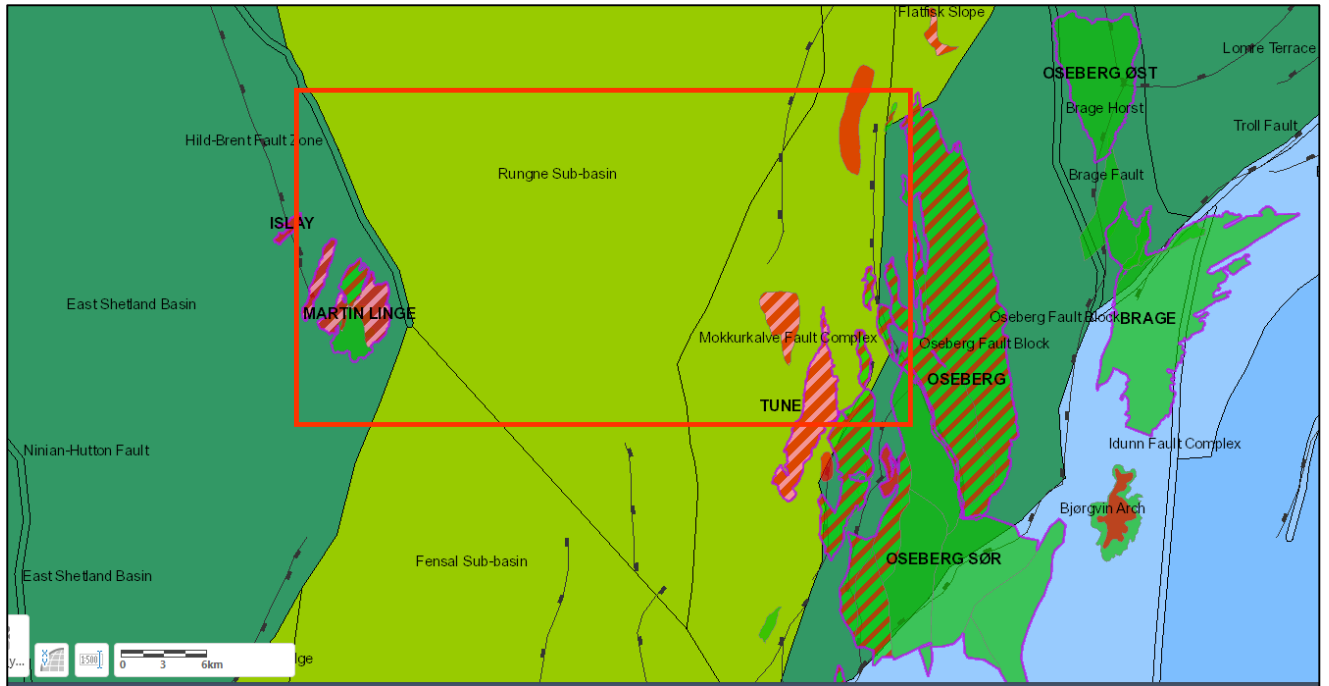 Flatfisk Slope
Lomre Terrace
OSEBERG ØST
Brage Horst
Troll Fault
Hild-Brent Fault Zone
Rungne Sub-basin
Brage Fault
ISLAY
East Shetland Basin
MARTIN LINGE
Oseberg Fault Block
BRAGE
Mokkurkalve Fault Complex
Oseberg Fault Block
OSEBERG
TUNE
Ninian-Hutton Fault
Idunn Fault Complex
Bjørgvin Arch
Fensal Sub-basin
OSEBERG SØR
East Shetland Basin
y...
XY
1500
0 3 6km
lge